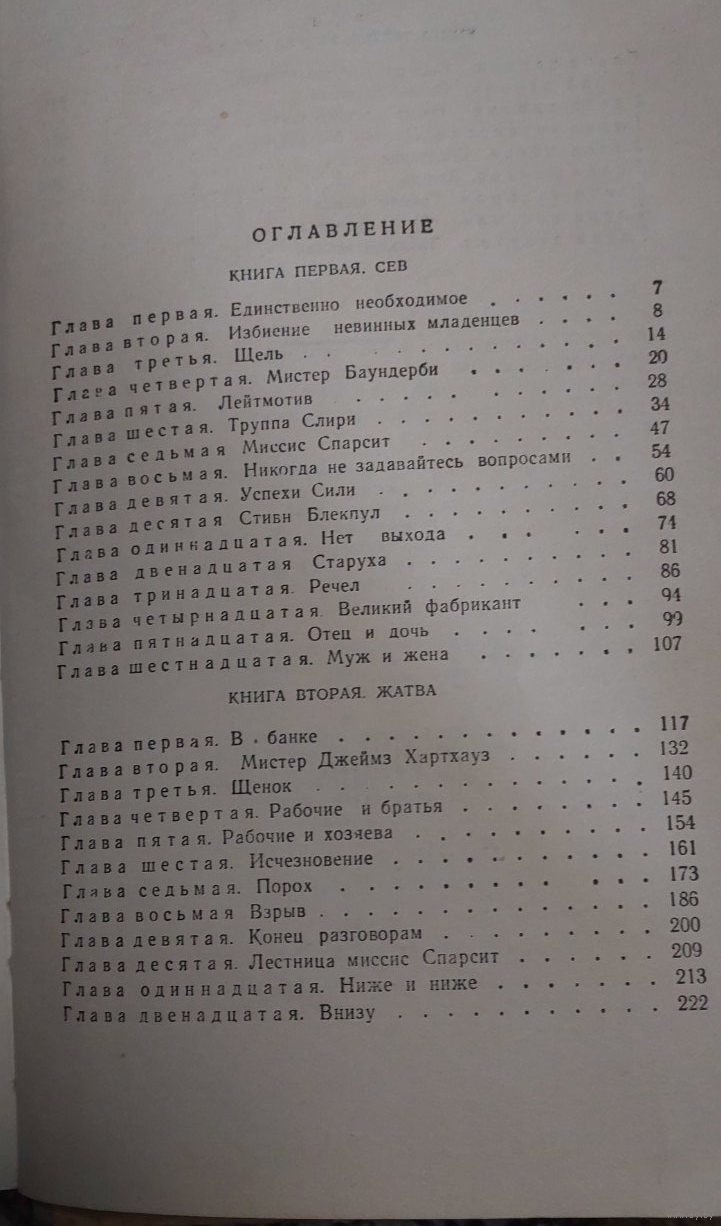 ОГЛАВЛЕНИЕ
КНИГА ПЕРВАЯ. СЕВ
Глава первая. Единственно необходимое . . . . . . 7
Глава вторая. Избиение невинных младенцев . . . . 8
Глава третья. Щель . . . . . . . . . . . . 14
Глава четвертая. Мистер Баундерби . . . . . . . 20
Глава пятая. Лейтмотив . . . . . . . . . . 28
Глава шестая. Труппа Слири . . . . . . . . . . 34
Глава седьмая Миссис Спарсит . . . . . . . . . 47
Глава восьмая. Никогда не задавайтесь вопросами . . 54
Глава девятая. Успехи Сили . . . . . . . . . . 60
Глава десятая Стивн Блекпул . . . . . . . . . 68
Глава одиннадцатая. Нет выхода . . . . . . 74
Глава двенадцатая Старуха . . . . . . . . . 81
Глава тринадцатая. Речел . . . . . . . . . 86
Глава четырнадцатая. Великий фабрикант . . . 94
Глава пятнадцатая. Отец и дочь . . . . . . . 99
Глава шестнадцатая. Муж и жена . . . . . . . 107
КНИГА ВТОРАЯ. ЖАТВА
Глава первая. В банке . . . . . . . . . . . . 117
Глава вторая. Мистер Джеймз Хартхауз . . . . . . 132
Глава третья. Щенок . . . . . . . . . . . . . 140
Глава четвертая. Рабочие и братья . . . . . . . . 145
Глава пятая. Рабочие и хозяева . . . . . . . . . 154
Глава шестая. Исчезновение . . . . . . . . . . 161
Глава седьмая. Порох . . . . . . . . . . . 173
Глава восьмая Взрыв . . . . . . . . . . . . . 186
Глава девятая. Конец разговорам . . . . . . . . 200
Глава десятая. Лестница миссис Спарсит . . . . . . 209
Глава одиннадцатая. Ниже и ниже . . . . . . . 213
Глава двенадцатая. Внизу . . . . . . . . . . . 222